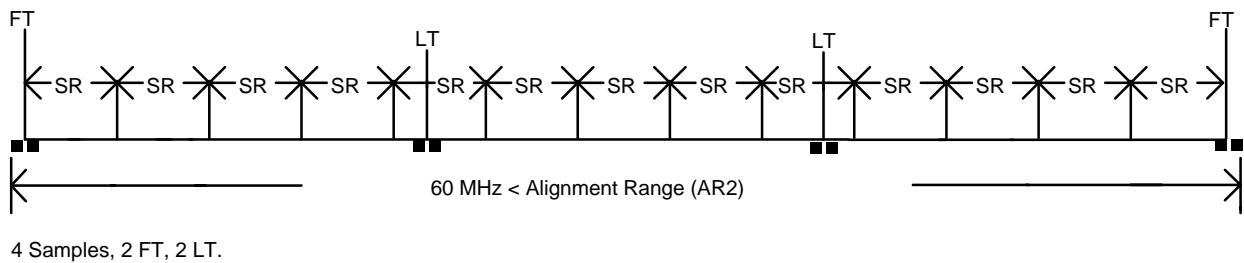 FT FT
LT LT
SR SR SR SR SR SR SR SR SR SR SR SR SR
60 MHz < Alignment Range (AR2)
4 Samples, 2 FT, 2 LT.